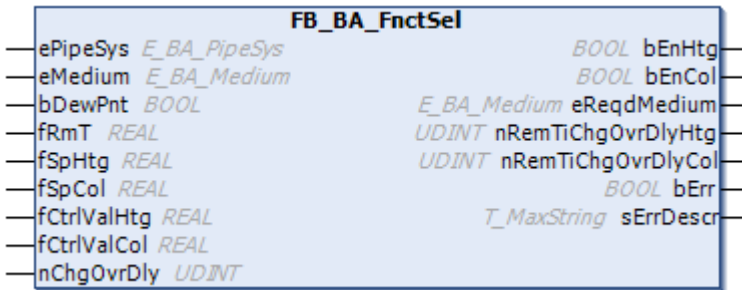 FB_BA_FnctSel
ePipeSys E_BA_PipeSys BOOL bEnHtg
eMedium E_BA_Medium BOOL bEnCol
bDewPnt BOOL E_BA_Medium eReqdMedium
fRmT REAL UDINT nRemTiChgOvrDlyHtg
fSpHtg REAL UDINT nRemTiChgOvrDlyCol
fSpCol REAL BOOL bErr
fCtrlValHtg REAL T_MaxString sErrDescr
fCtrlValCol REAL
nChgOvrDly UDINT